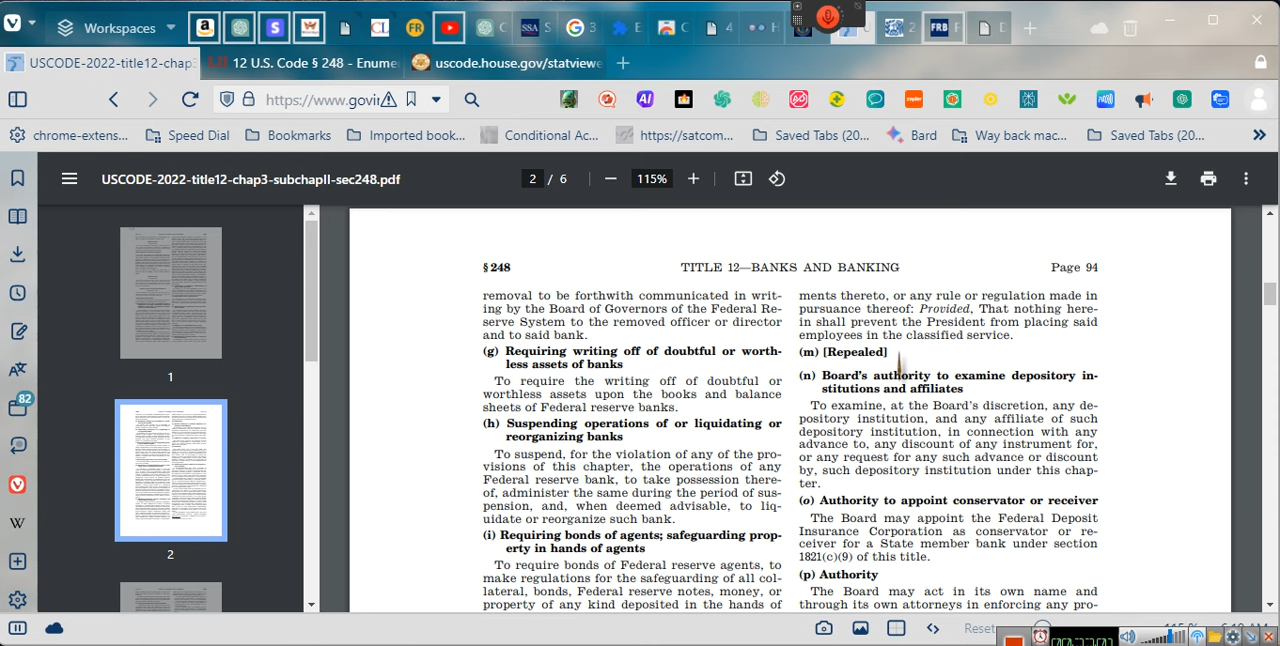 Workspaces
CL
FR
C
SSA
S
3
E
C
4
H
2
FRB
F
D
USCODE-2022-title12-chap
12 U.S. Code § 248 - Enume
uscode.house.gov/statviewe
https://www.govi
AI
chrome-extens...
Speed Dial
Bookmarks
Imported book...
Conditional Ac...
https://satcom...
Saved Tabs (20...
Bard
Way back mac...
Saved Tabs (20...
USCODE-2022-title12-chap3-subchapII-sec248.pdf
2 / 6
115%
1
2
82
W
§ 248
TITLE 12—BANKS AND BANKING
Page 94
removal to be forthwith communicated in writ-
ing by the Board of Governors of the Federal Re-
serve System to the removed officer or director
and to said bank.
(g) Requiring writing off of doubtful or worth-
less assets of banks
To require the writing off of doubtful or
worthless assets upon the books and balance
sheets of Federal reserve banks.
(h) Suspending operations of or liquidating or
reorganizing banks
To suspend, for the violation of any of the pro-
visions of this chapter, the operations of any
Federal reserve bank, to take possession there-
of, administer the same during the period of sus-
pension, and, when deemed advisable, to liq-
uidate or reorganize such bank.
(i) Requiring bonds of agents; safeguarding prop-
erty in hands of agents
To require bonds of Federal reserve agents, to
make regulations for the safeguarding of all col-
lateral, bonds, Federal reserve notes, money, or
property of any kind deposited in the hands of
ments thereto, or any rule or regulation made in
pursuance thereof: Provided, That nothing here-
in shall prevent the President from placing said
employees in the classified service.
(m) [Repealed]
(n) Board's authority to examine depository in-
stitutions and affiliates
To examine, at the Board's discretion, any de-
pository institution, and any affiliate of such
depository institution, in connection with any
advance to, any discount of any instrument for,
or any request for any such advance or discount
by, such depository institution under this chap-
ter.
(o) Authority to appoint conservator or receiver
The Board may appoint the Federal Deposit
Insurance Corporation as conservator or re-
ceiver for a State member bank under section
1821(c)(9) of this title.
(p) Authority
The Board may act in its own name and
through its own attorneys in enforcing any pro-
Reset